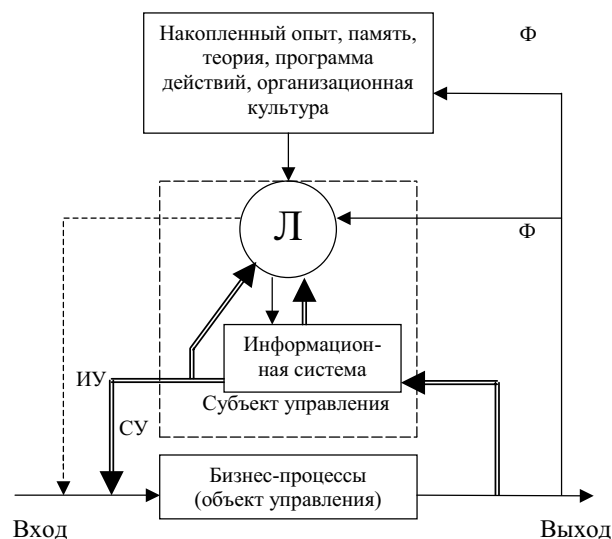 Накопленный опыт, память,
теория, программа
действий, организационная
культура
Ф
Л
Ф
Информацион-
ная система
ИУ
Субъект управления
СУ
Бизнес-процессы
(объект управления)
Вход
Выход